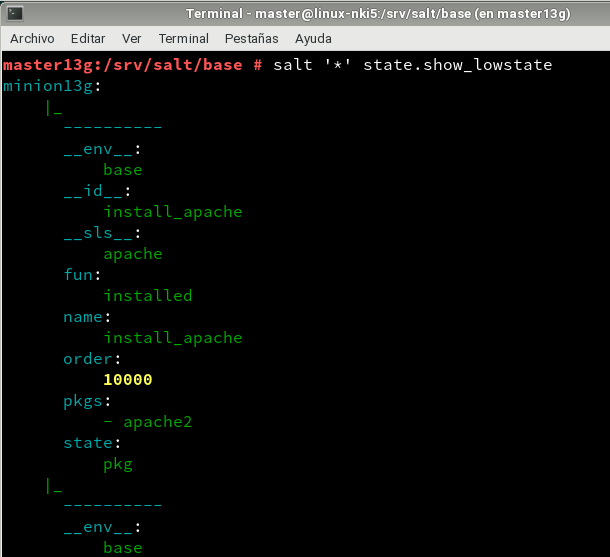 Terminal - master@linux-nki5:/srv/salt/base (en master13g)
Archivo Editar Ver Terminal Pestañas Ayuda
master13g:/srv/salt/base # salt '*' state.show_lowstate
minion13g:
|_
----------
__env__:
base
__id__:
install_apache
__sls__:
apache
fun:
installed
name:
install_apache
order:
10000
pkgs:
- apache2
state:
pkg
|_
----------
__env__:
base